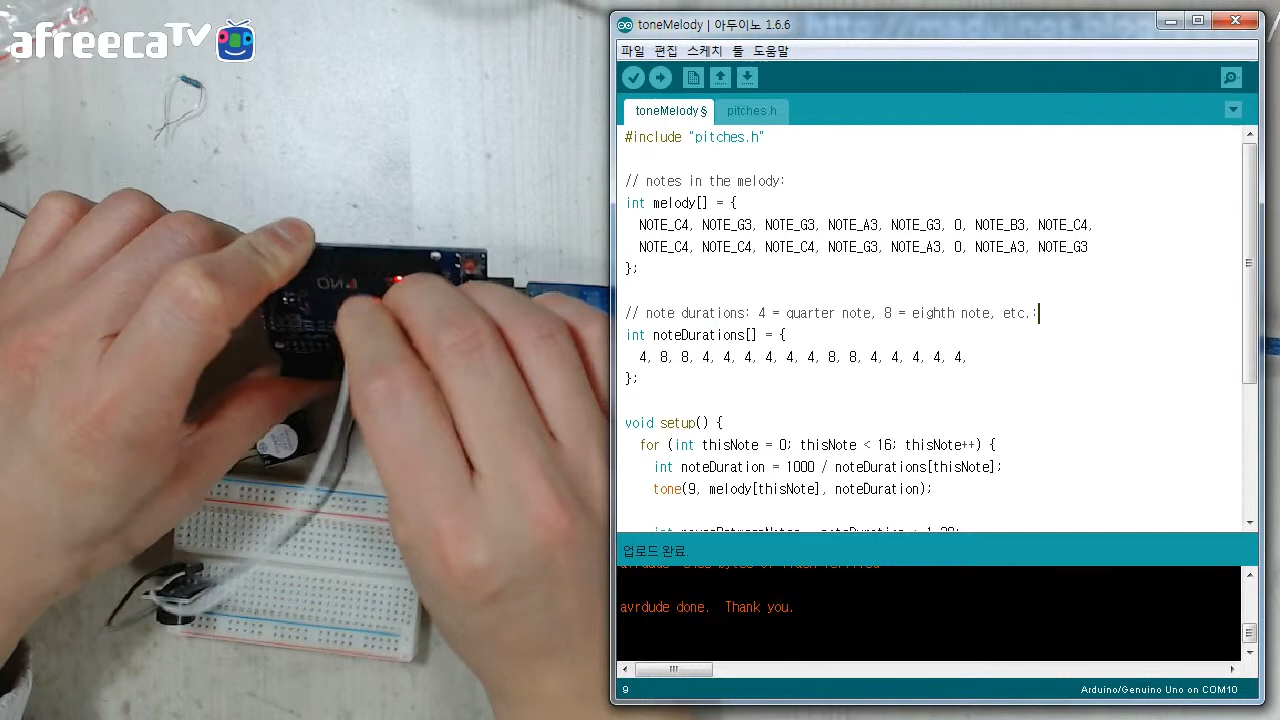 afreecaTV
toneMelody | 아두이노 1.6.6
파일 편집 스케치 툴 도움말
toneMelody § pitches.h
#include "pitches.h"
// notes in the melody:
int melody[] = {
NOTE_C4, NOTE_G3, NOTE_G3, NOTE_A3, NOTE_G3, 0, NOTE_B3, NOTE_C4,
NOTE_C4, NOTE_C4, NOTE_C4, NOTE_G3, NOTE_A3, 0, NOTE_A3, NOTE_G3
};
// note durations: 4 = quarter note, 8 = eighth note, etc.:
int noteDurations[] = {
4, 8, 8, 4, 4, 4, 4, 4, 4, 8, 8, 4, 4, 4, 4, 4,
};
void setup() {
for (int thisNote = 0; thisNote < 16; thisNote++) {
int noteDuration = 1000 / noteDurations[thisNote];
tone(9, melody[thisNote], noteDuration);
업로드 완료.
avrdude done. Thank you.
9 Arduino/Genuino Uno on COM10
UNO